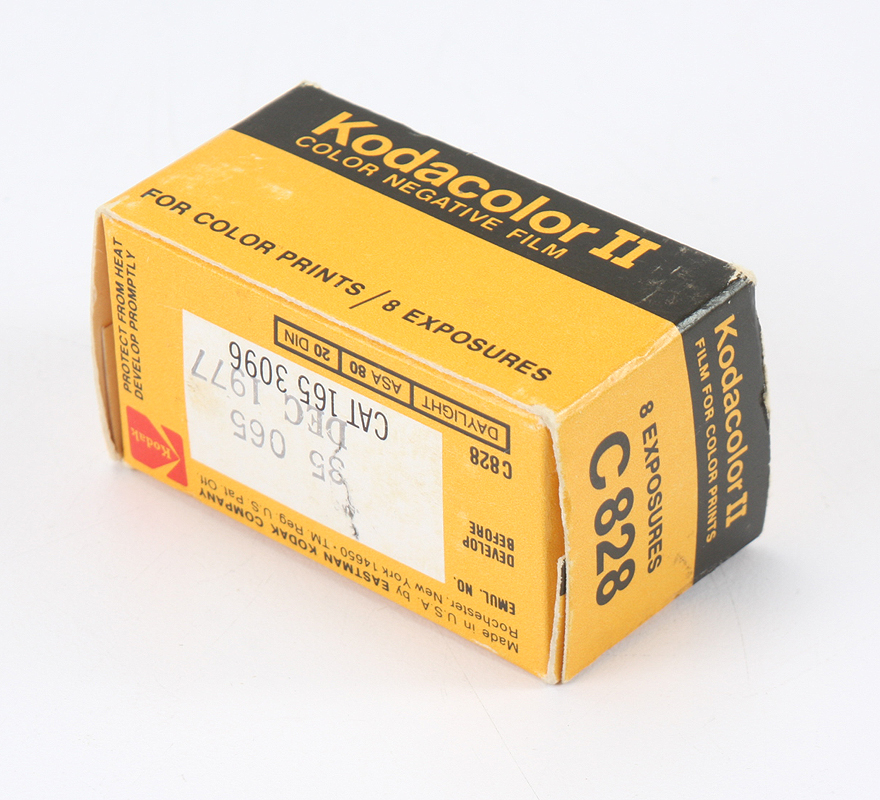 Kodacolor II
COLOR NEGATIVE FILM
FOR COLOR PRINTS / 8 EXPOSURES
Kodacolor II
FILM FOR COLOR PRINTS
8 EXPOSURES
C 828
PROTECT FROM HEAT
DEVELOP PROMPTLY
Kodak
DAYLIGHT ASA 80 20 DIN
C 828
CAT 165 3096
DEC 1977
35 065
DEVELOP
BEFORE
EMUL. NO.
Made in U.S.A. by EASTMAN KODAK COMPANY
Rochester, New York 14650 · TM. Reg. U.S. Pat. Off.